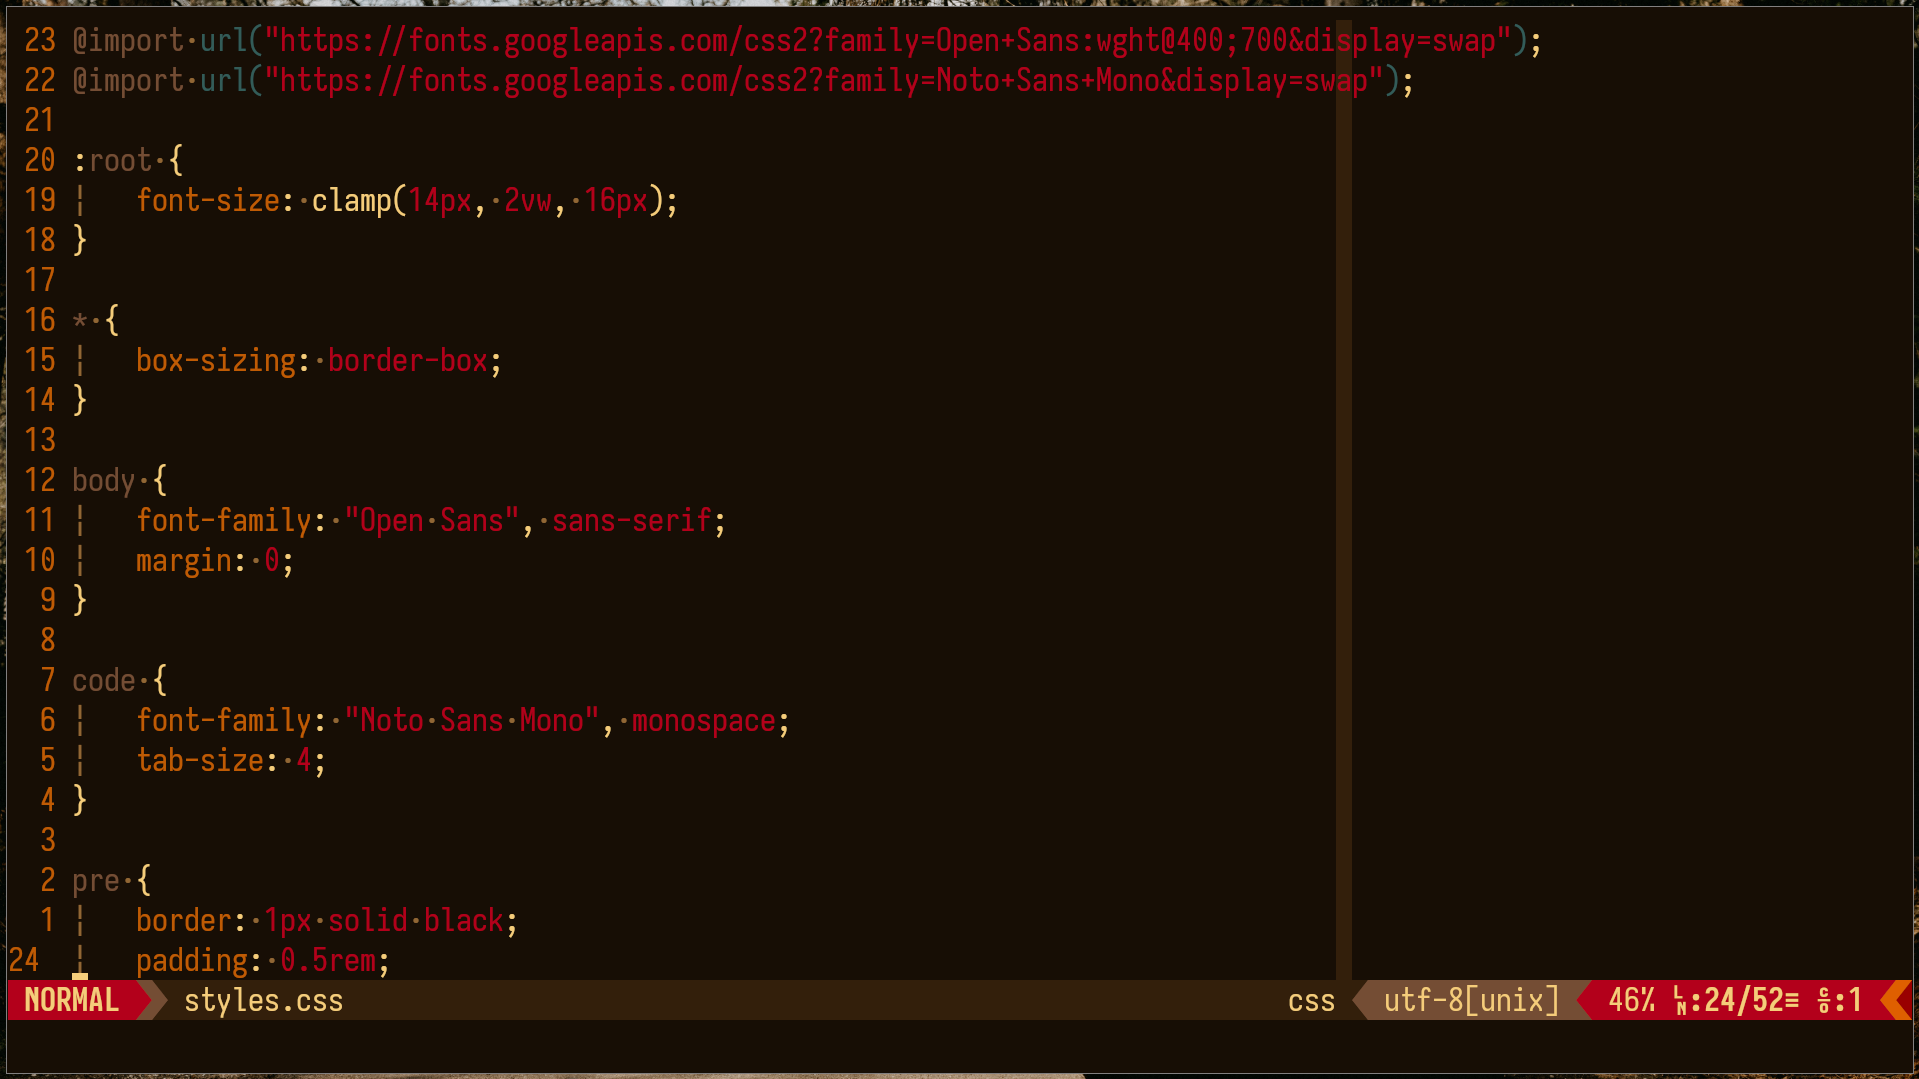 23 @import·url("https://fonts.googleapis.com/css2?family=Open+Sans:wght@400;700&display=swap");
22 @import·url("https://fonts.googleapis.com/css2?family=Noto+Sans+Mono&display=swap");
21
20 :root·{
19 ¦   font-size:·clamp(14px,·2vw,·16px);
18 }
17
16 *·{
15 ¦   box-sizing:·border-box;
14 }
13
12 body·{
11 ¦   font-family:·"Open·Sans",·sans-serif;
10 ¦   margin:·0;
9 }
8
7 code·{
6 ¦   font-family:·"Noto·Sans·Mono",·monospace;
5 ¦   tab-size:·4;
4 }
3
2 pre·{
1 ¦   border:·1px·solid·black;
24 ¦   padding:·0.5rem;
NORMAL styles.css css utf-8[unix] 46% LN:24/52≡ co:1